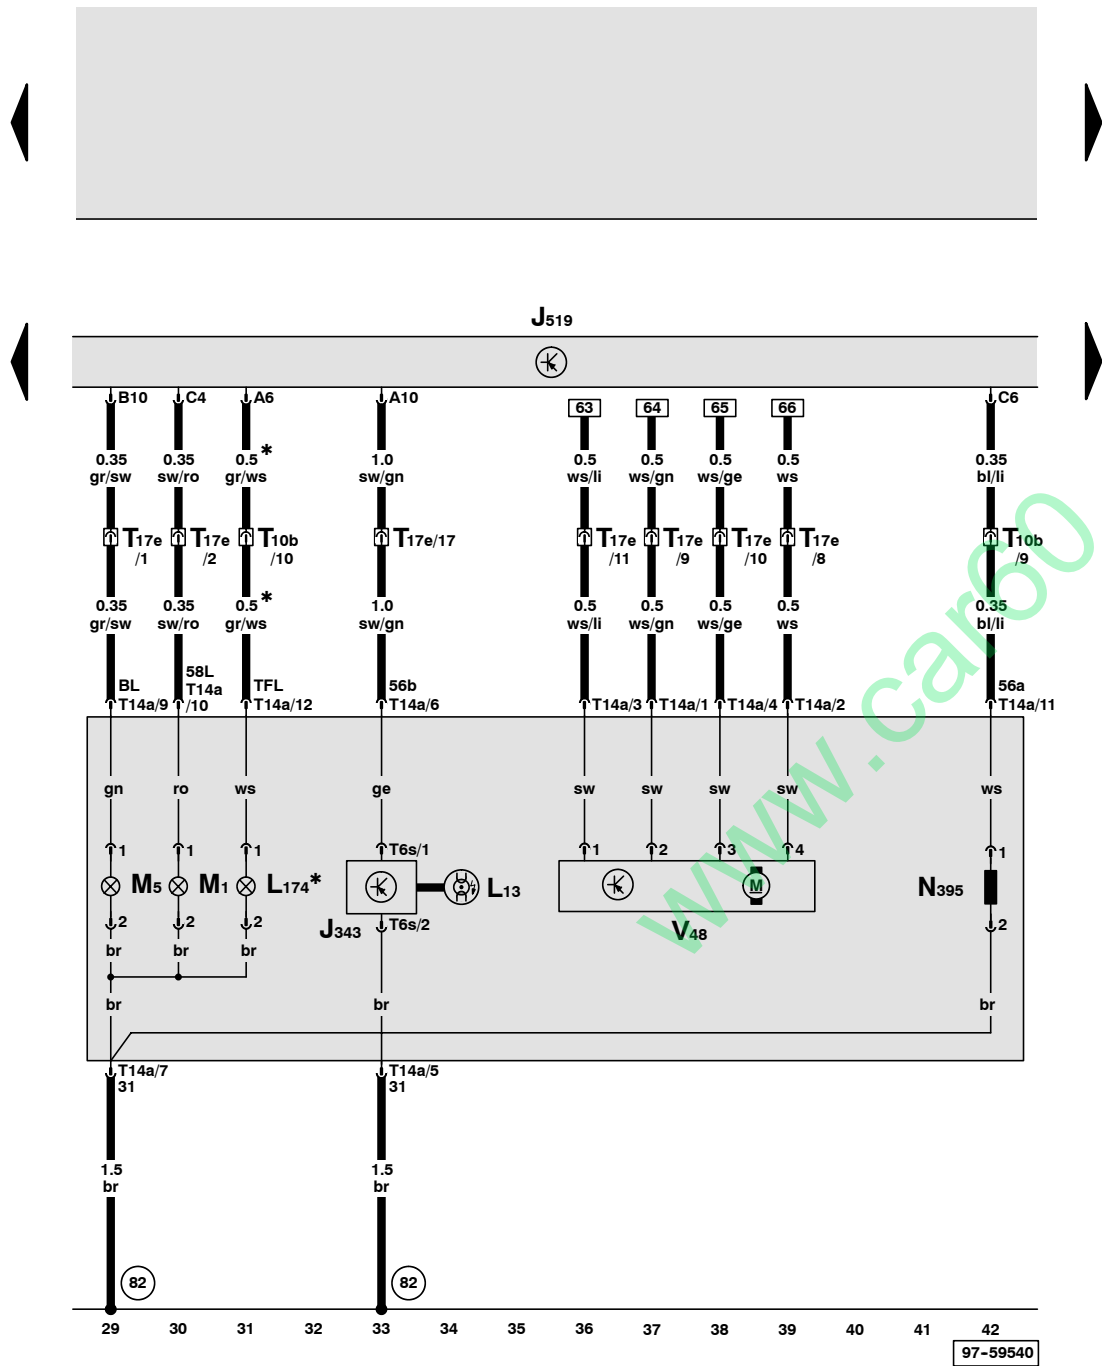 J519
B10 C4 A6 A10 63 64 65 66 C6
0.35 0.35 0.5* 1.0 0.5 0.5 0.5 0.5 0.35
gr/sw sw/ro gr/ws sw/gn ws/li ws/gn ws/ge ws bl/li
T17e T17e T10b T17e/17 T17e T17e T17e T17e T10b
/1 /2 /10 /11 /9 /10 /8 /9
0.35 0.35 0.5* 1.0 0.5 0.5 0.5 0.5 0.35
gr/sw sw/ro gr/ws sw/gn ws/li ws/gn ws/ge ws bl/li
58L
BL T14a TFL 56b 56a
T14a/9 /10 T14a/12 T14a/6 T14a/3 T14a/1 T14a/4 T14a/2 T14a/11
gn ro ws ge sw sw sw sw ws
1 1 1 T6s/1 1 2 3 4 1
M5 M1 L174* L13 M N395
2 2 2 J343 T6s/2 V48 2
br br br
br br br
T14a/7 T14a/5
31 31
1.5 1.5
br br
82 82
29 30 31 32 33 34 35 36 37 38 39 40 41 42
97-59540
www.car60